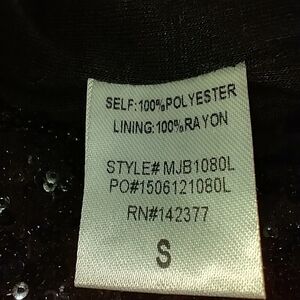 SELF:100%POLYESTER
LINING:100%RAYON
STYLE# MJB1080L
PO#1506121080L
RN#142377
S